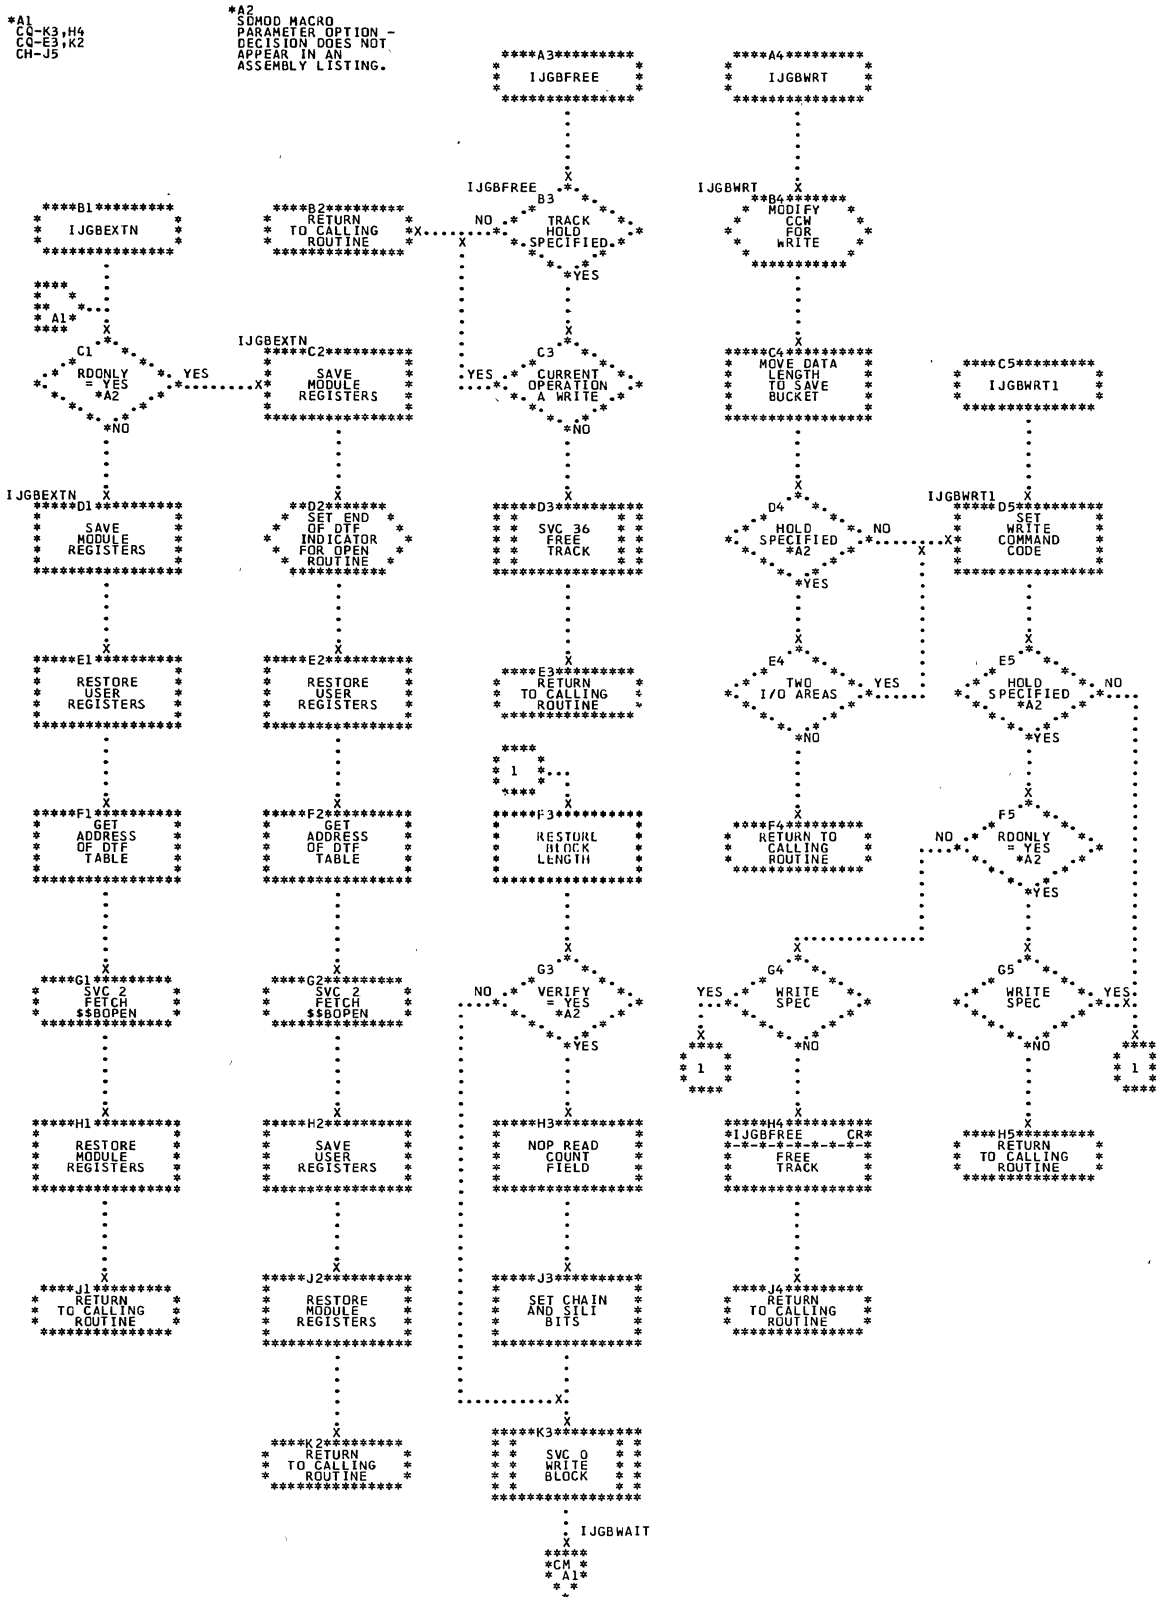 *A1
CQ-K3,H4
CQ-E3,K2
CH-J5
*A2
SDMOD MACRO
PARAMETER OPTION -
DECISION DOES NOT
APPEAR IN AN
ASSEMBLY LISTING.
A3
IJGBFREE
A4
IJGBWRT
B1
IJGBEXTN
B2
RETURN
TO CALLING
ROUTINE
IJGBFREE
B3
NO
TRACK
HOLD
SPECIFIED
YES
IJGBWRT
B4
MODIFY
CCW
FOR
WRITE
A1
C1
RDONLY
= YES
*A2
YES
NO
IJGBEXTN
C2
SAVE
MODULE
REGISTERS
C3
YES
CURRENT
OPERATION
A WRITE
NO
C4
MOVE DATA
LENGTH
TO SAVE
BUCKET
C5
IJGBWRT1
IJGBEXTN
D1
SAVE
MODULE
REGISTERS
D2
SET END
OF DTF
INDICATOR
FOR OPEN
ROUTINE
D3
SVC 36
FREE
TRACK
D4
HOLD
SPECIFIED
*A2
NO
YES
IJGBWRT1
D5
SET
WRITE
COMMAND
CODE
E1
RESTORE
USER
REGISTERS
E2
RESTORE
USER
REGISTERS
E3
RETURN
TO CALLING
ROUTINE
E4
TWO
I/O AREAS
YES
NO
E5
HOLD
SPECIFIED
*A2
NO
YES
1
F1
GET
ADDRESS
OF DTF
TABLE
F2
GET
ADDRESS
OF DTF
TABLE
F3
RESTORE
BLOCK
LENGTH
F4
RETURN TO
CALLING
ROUTINE
F5
NO
RDONLY
= YES
*A2
YES
G1
SVC 2
FETCH
$$BOPEN
G2
SVC 2
FETCH
$$BOPEN
G3
NO
VERIFY
= YES
*A2
YES
G4
YES
WRITE
SPEC
NO
G5
WRITE
SPEC
YES
NO
1
1
H1
RESTORE
MODULE
REGISTERS
H2
SAVE
USER
REGISTERS
H3
NOP READ
COUNT
FIELD
H4
IJGBFREE CR
FREE
TRACK
H5
RETURN
TO CALLING
ROUTINE
J1
RETURN
TO CALLING
ROUTINE
J2
RESTORE
MODULE
REGISTERS
J3
SET CHAIN
AND SILI
BITS
J4
RETURN
TO CALLING
ROUTINE
K2
RETURN
TO CALLING
ROUTINE
K3
SVC 0
WRITE
BLOCK
IJGBWAIT
CM
A1